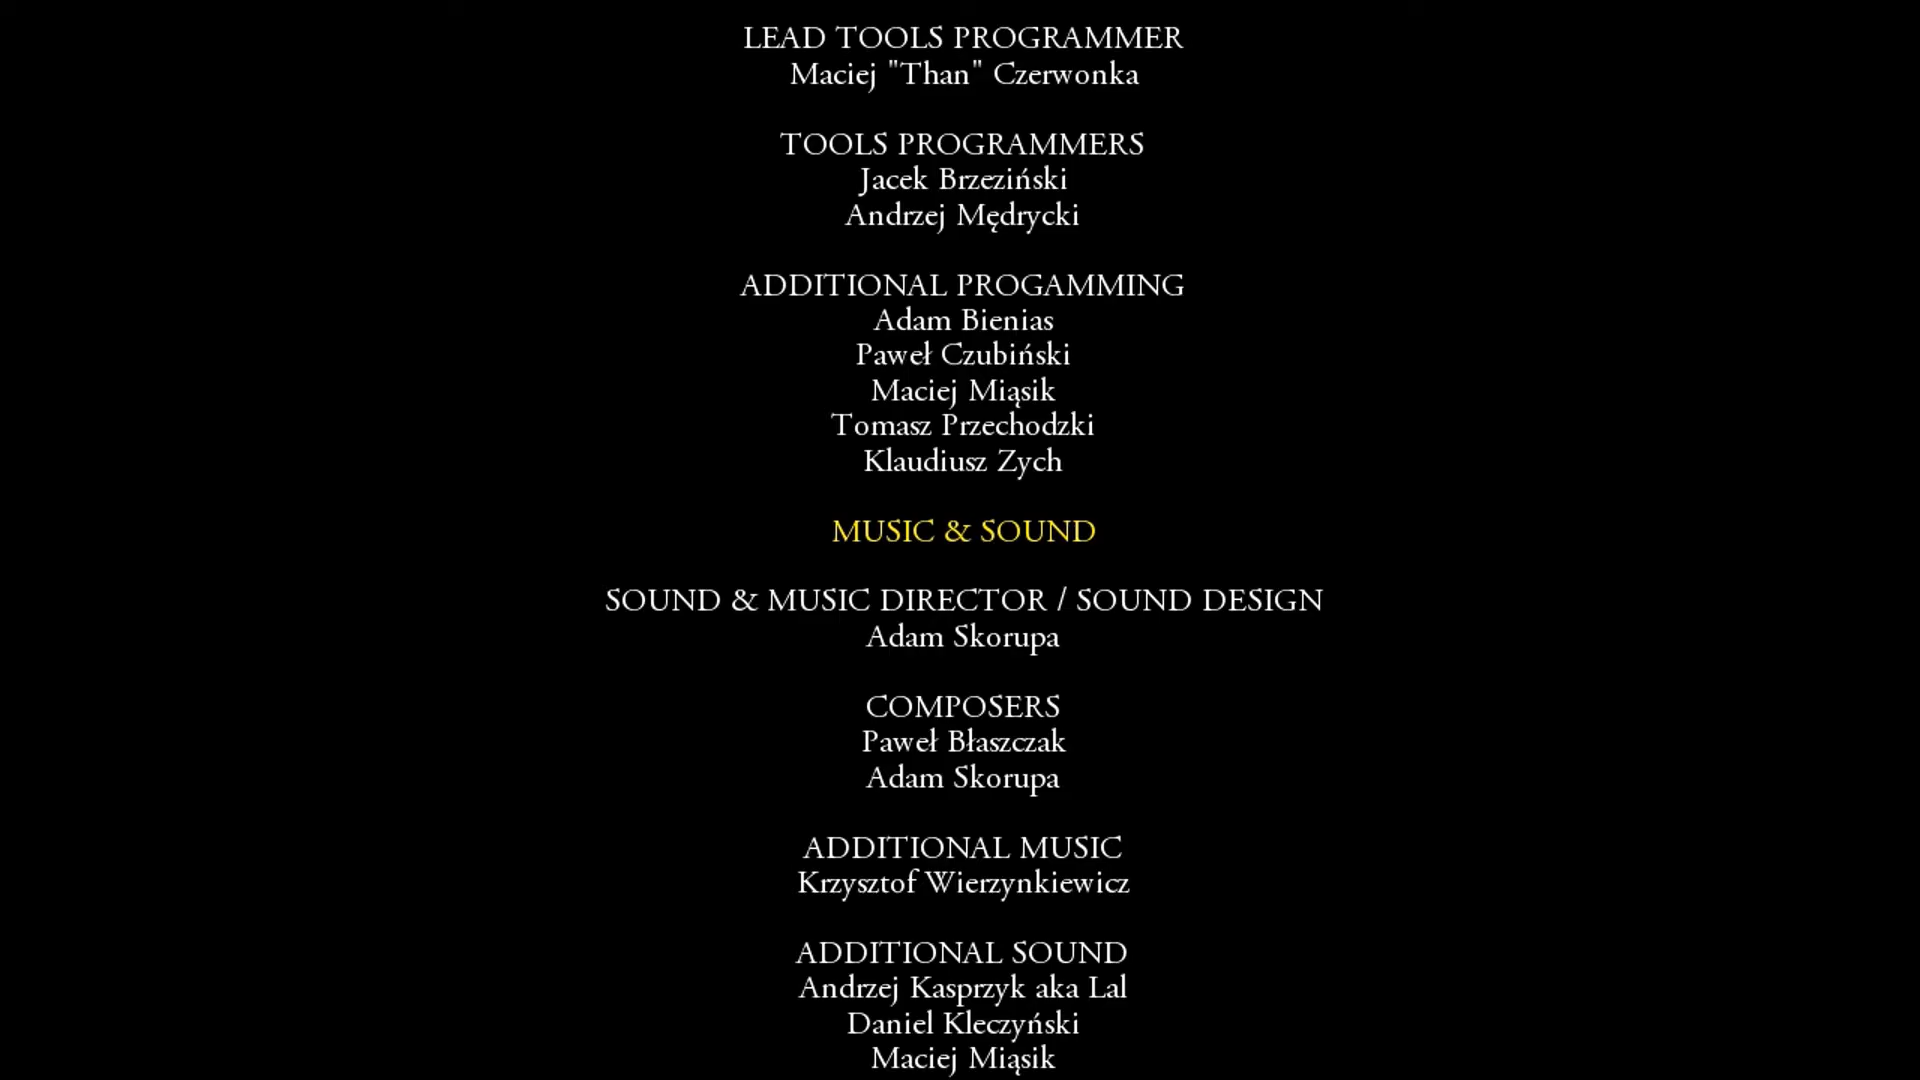 LEAD TOOLS PROGRAMMER
Maciej "Than" Czerwonka
TOOLS PROGRAMMERS
Jacek Brzeziński
Andrzej Mędrycki
ADDITIONAL PROGAMMING
Adam Bienias
Paweł Czubiński
Maciej Miąsik
Tomasz Przechodzki
Klaudiusz Zych
MUSIC & SOUND
SOUND & MUSIC DIRECTOR / SOUND DESIGN
Adam Skorupa
COMPOSERS
Paweł Błaszczak
Adam Skorupa
ADDITIONAL MUSIC
Krzysztof Wierzynkiewicz
ADDITIONAL SOUND
Andrzej Kasprzyk aka Lal
Daniel Kleczyński
Maciej Miąsik